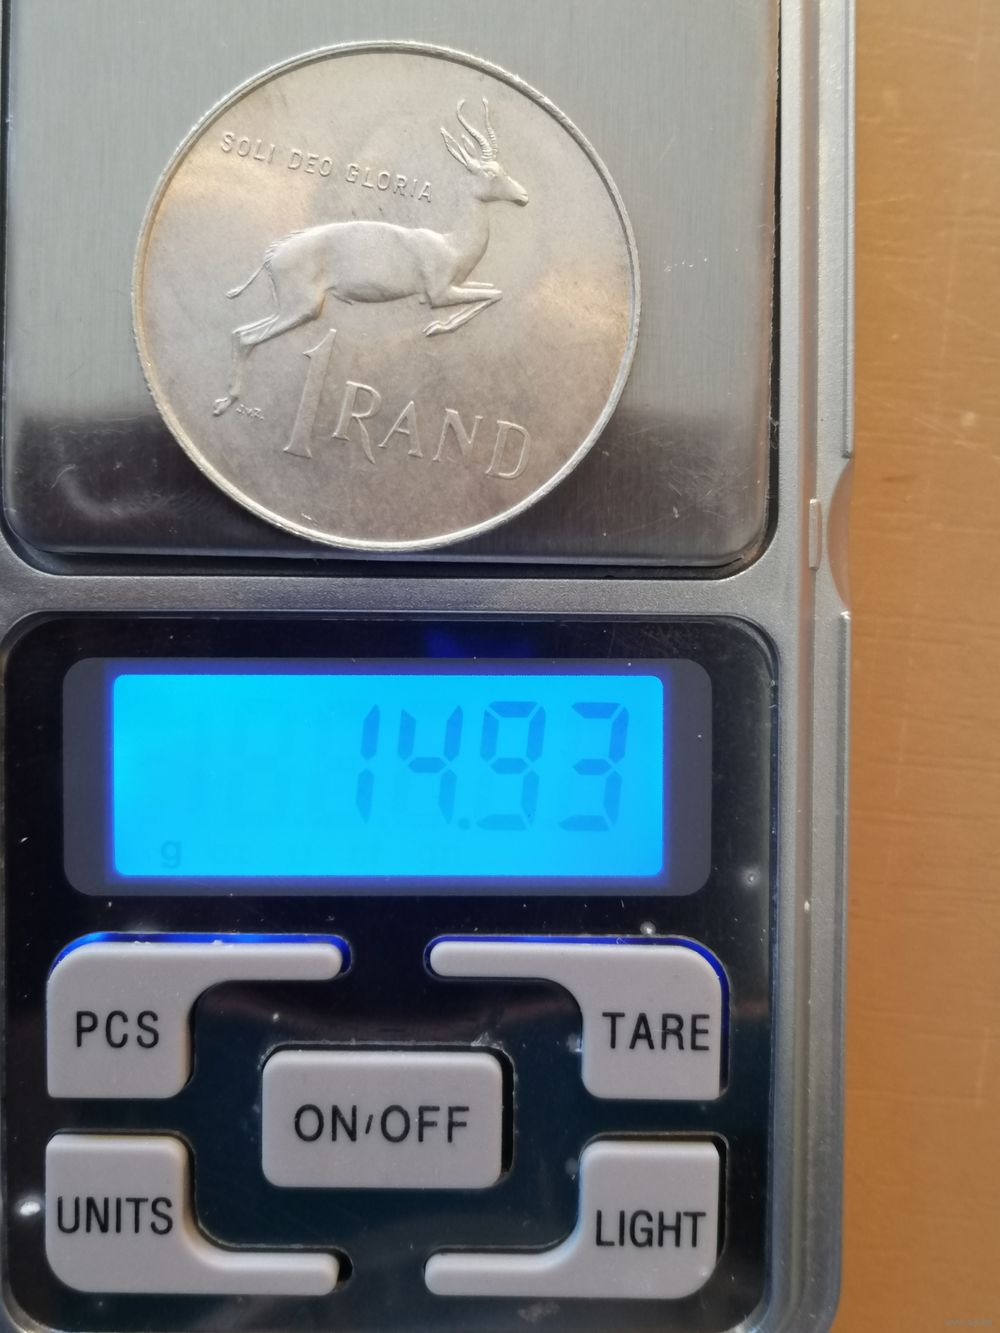 SOLI DEO GLORIA
1 RAND
14.93
g
PCS
TARE
ON/OFF
UNITS
LIGHT